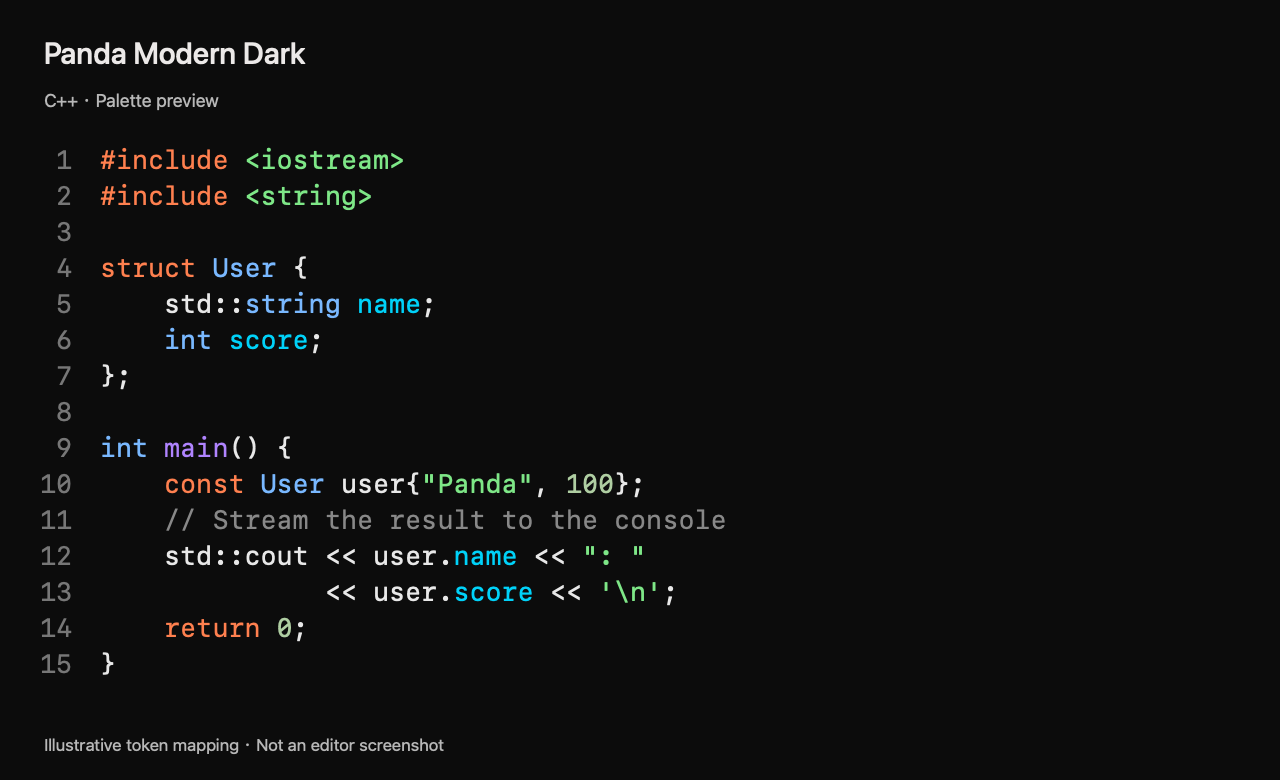 Panda Modern Dark
C++ · Palette preview
1 #include <iostream>
2 #include <string>
3
4 struct User {
5     std::string name;
6     int score;
7 };
8
9 int main() {
10     const User user{"Panda", 100};
11     // Stream the result to the console
12     std::cout << user.name << ": "
13               << user.score << '\n';
14     return 0;
15 }
Illustrative token mapping · Not an editor screenshot